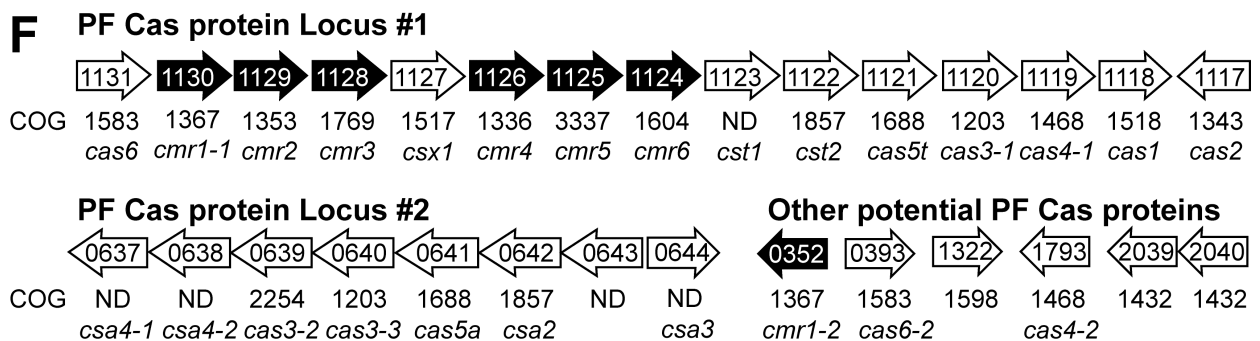 F PF Cas protein Locus #1
1131 1130 1129 1128 1127 1126 1125 1124 1123 1122 1121 1120 1119 1118 1117
COG 1583 1367 1353 1769 1517 1336 3337 1604 ND 1857 1688 1203 1468 1518 1343
cas6 cmr1-1 cmr2 cmr3 csx1 cmr4 cmr5 cmr6 cst1 cst2 cas5t cas3-1 cas4-1 cas1 cas2
PF Cas protein Locus #2 Other potential PF Cas proteins
0637 0638 0639 0640 0641 0642 0643 0644 0352 0393 1322 1793 2039 2040
COG ND ND 2254 1203 1688 1857 ND ND 1367 1583 1598 1468 1432 1432
csa4-1 csa4-2 cas3-2 cas3-3 cas5a csa2 csa3 cmr1-2 cas6-2 cas4-2